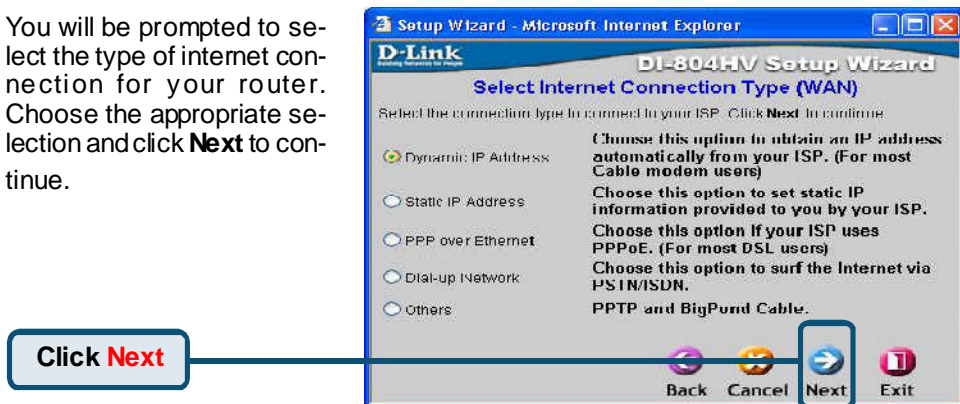 You will be prompted to se-
lect the type of internet con-
nection for your router.
Choose the appropriate se-
lection and click Next to con-
tinue.
Click Next
Setup Wizard - Microsoft Internet Explorer
D-Link
Building Networks for People
DI-804HV Setup Wizard
Select Internet Connection Type (WAN)
Select the connection type to connect to your ISP. Click Next to continue
Dynamic IP Address
Choose this option to obtain an IP address
automatically from your ISP. (For most
Cable modem users)
Static IP Address
Choose this option to set static IP
information provided to you by your ISP.
PPP over Ethernet
Choose this option if your ISP uses
PPPoE. (For most DSL users)
Dial-up Network
Choose this option to surf the Internet via
PSTN/ISDN.
Others
PPTP and BigPond Cable.
Back Cancel Next Exit